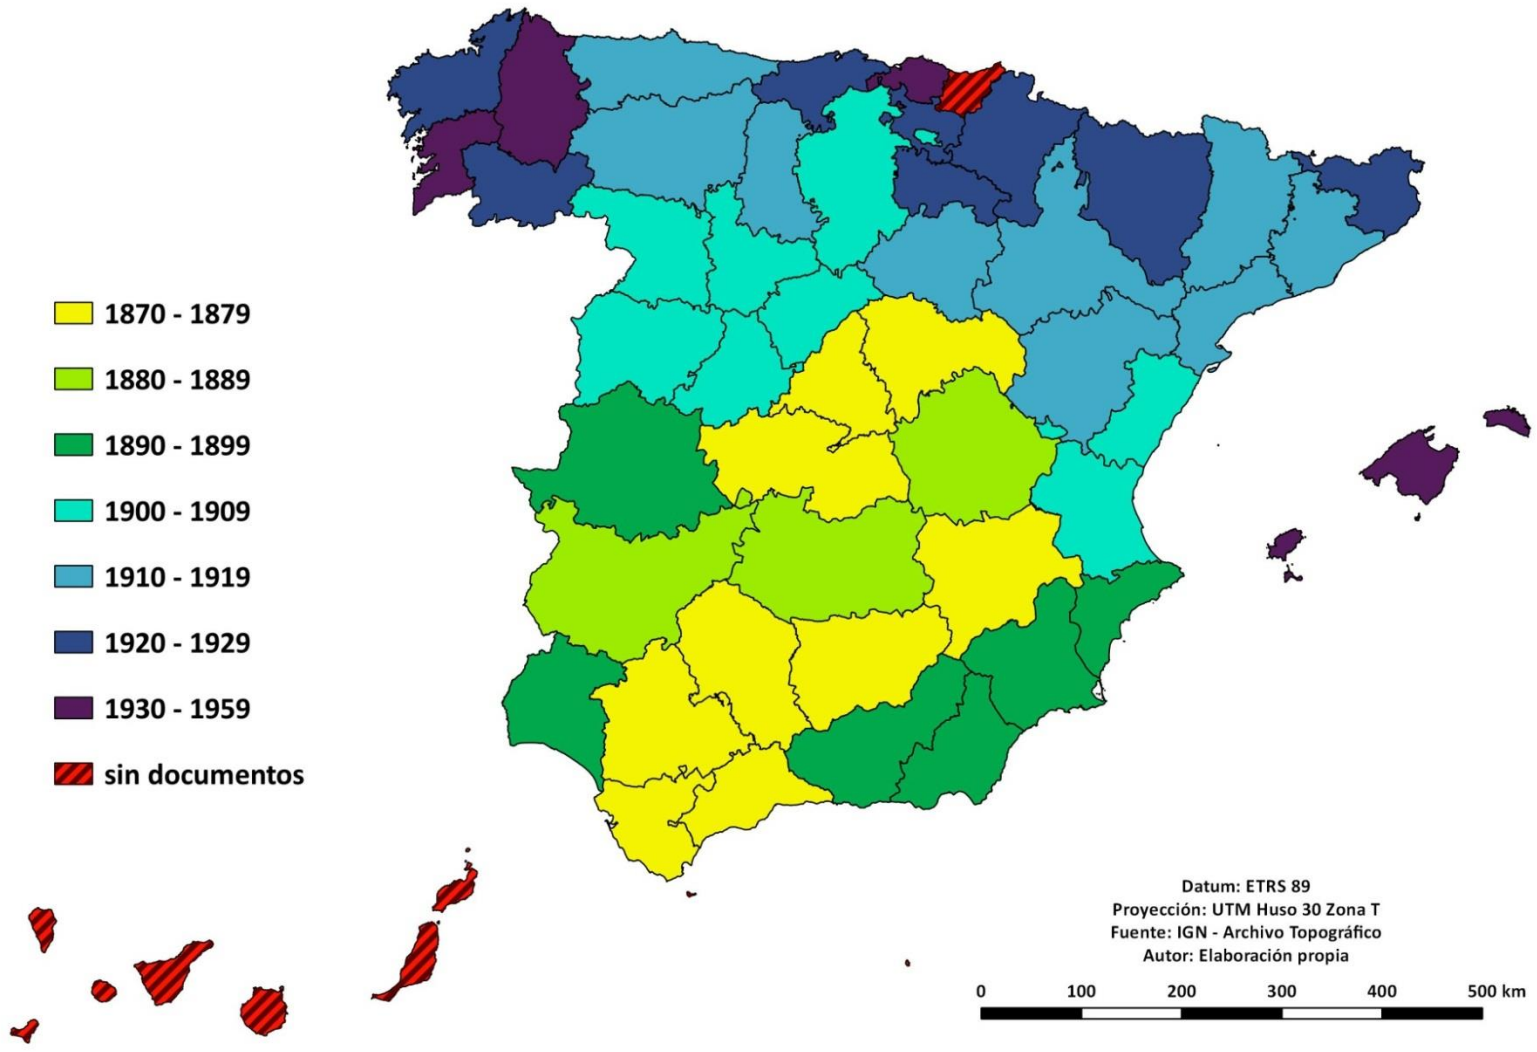 1870 - 1879
1880 - 1889
1890 - 1899
1900 - 1909
1910 - 1919
1920 - 1929
1930 - 1959
sin documentos
Datum: ETRS 89
Proyección: UTM Huso 30 Zona T
Fuente: IGN - Archivo Topográfico
Autor: Elaboración propia
0 100 200 300 400 500 km